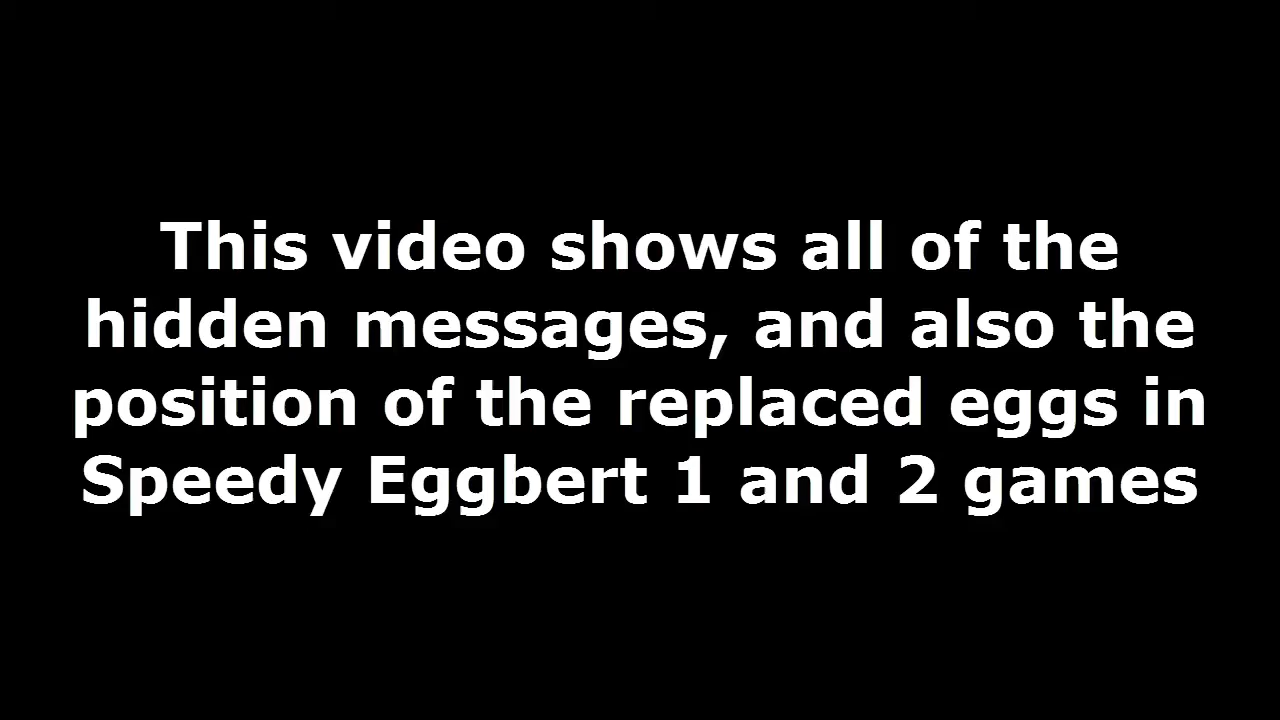 This video shows all of the
hidden messages, and also the
position of the replaced eggs in
Speedy Eggbert 1 and 2 games